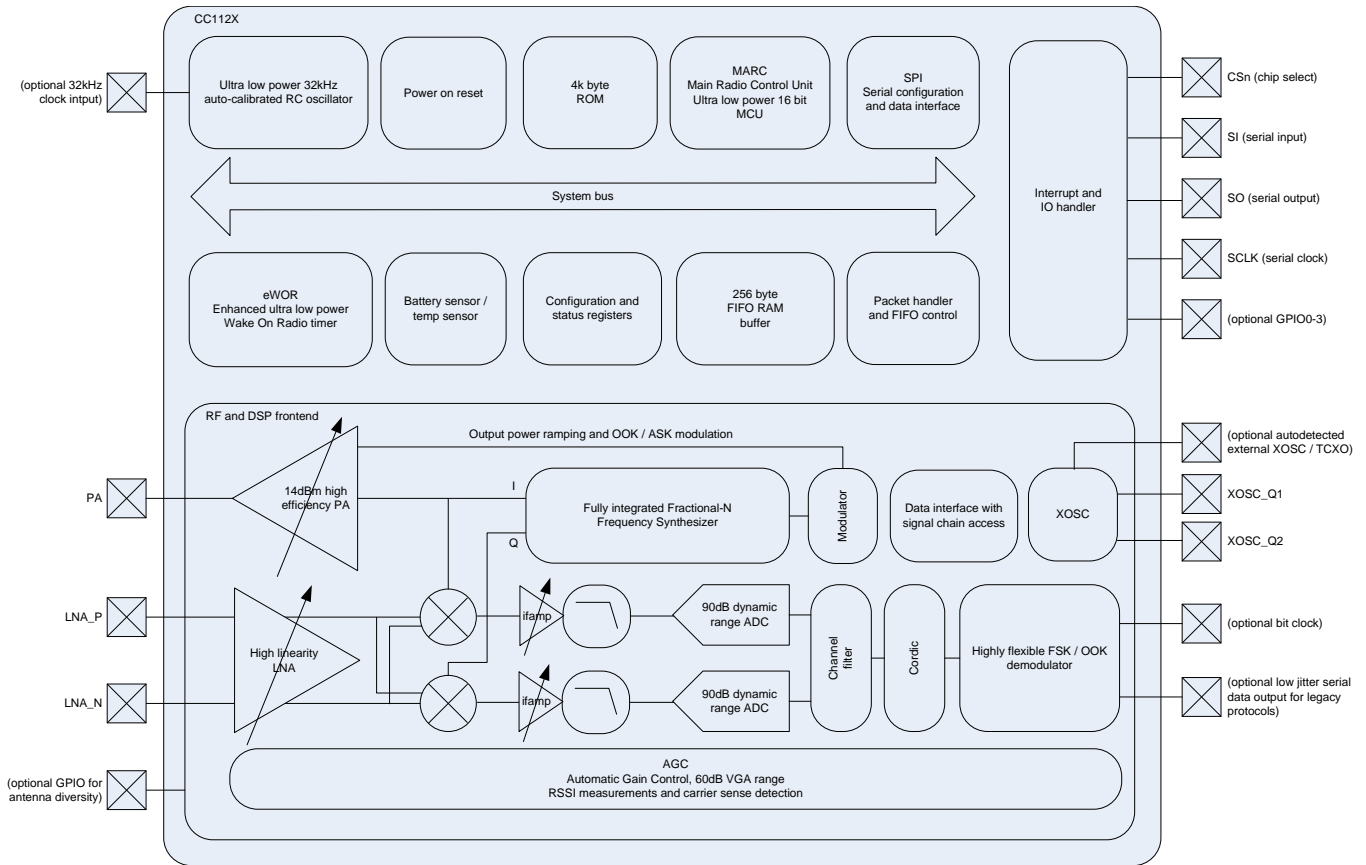 CC112X
(optional 32kHz
clock intput)
Ultra low power 32kHz
auto-calibrated RC oscillator
Power on reset
4k byte
ROM
MARC
Main Radio Control Unit
Ultra low power 16 bit
MCU
SPI
Serial configuration
and data interface
Interrupt and
IO handler
CSn (chip select)
SI (serial input)
SO (serial output)
SCLK (serial clock)
(optional GPIO0-3)
System bus
eWOR
Enhanced ultra low power
Wake On Radio timer
Battery sensor /
temp sensor
Configuration and
status registers
256 byte
FIFO RAM
buffer
Packet handler
and FIFO control
RF and DSP frontend
Output power ramping and OOK / ASK modulation
PA
14dBm high
efficiency PA
I
Q
Fully integrated Fractional-N
Frequency Synthesizer
Modulator
Data interface with
signal chain access
XOSC
(optional autodetected
external XOSC / TCXO)
XOSC_Q1
XOSC_Q2
LNA_P
LNA_N
High linearity
LNA
ifamp
ifamp
90dB dynamic
range ADC
90dB dynamic
range ADC
Channel
filter
Cordic
Highly flexible FSK / OOK
demodulator
(optional bit clock)
(optional low jitter serial
data output for legacy
protocols)
(optional GPIO for
antenna diversity)
AGC
Automatic Gain Control, 60dB VGA range
RSSI measurements and carrier sense detection